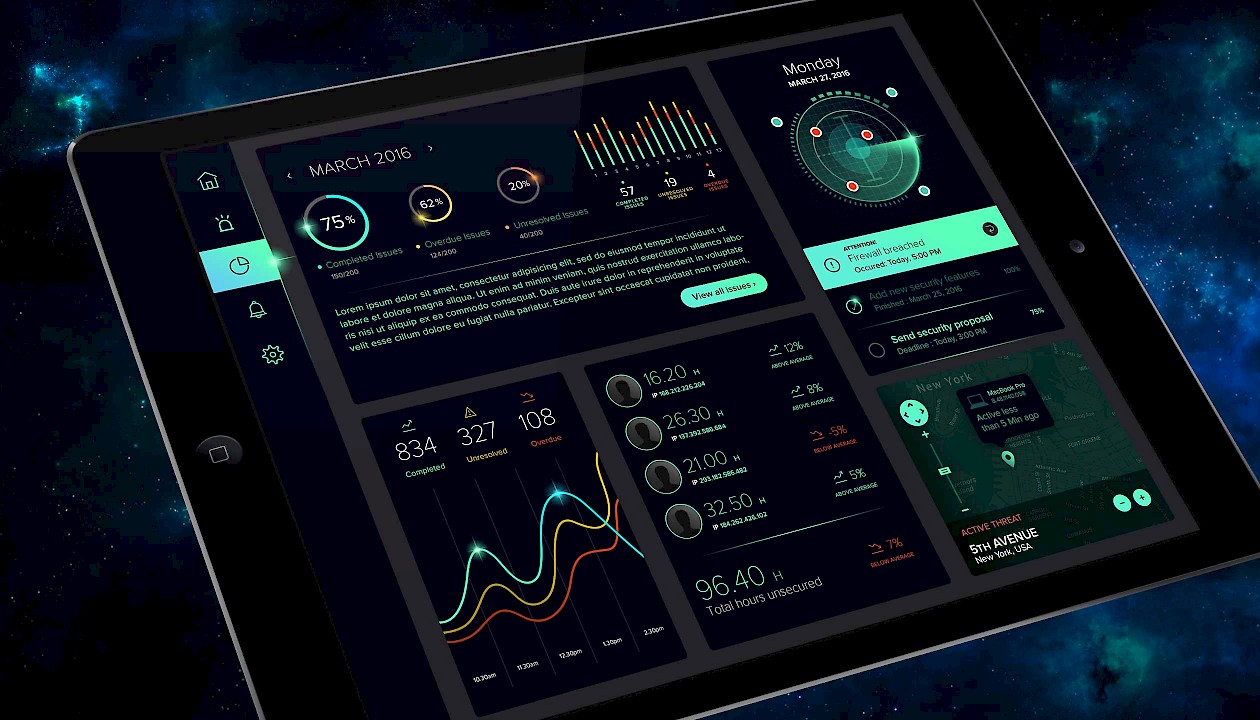 MARCH 2016
75%
Completed Issues
150/200
62%
Overdue Issues
124/200
20%
Unresolved Issues
40/200
1 2 3 4 5 6 7 8 9 10 11 12 13
57
COMPLETED
ISSUES
19
UNRESOLVED
ISSUES
4
OVERDUE
ISSUES
Lorem ipsum dolor sit amet, consectetur adipisicing elit, sed do eiusmod tempor incididunt ut
labore et dolore magna aliqua. Ut enim ad minim veniam, quis nostrud exercitation ullamco labo-
ris nisi ut aliquip ex ea commodo consequat. Duis aute irure dolor in reprehenderit in voluptate
velit esse cillum dolore eu fugiat nulla pariatur. Excepteur sint occaecat cupidatat non proident,
View all issues ›
Monday
MARCH 27, 2016
ATTENTION:
Firewall breached
Occured: Today, 5:00 PM
Add new security features
100%
Finished : March 25, 2016
Send security proposal
75%
Deadline : Today, 3:00 PM
834
Completed
327
Unresolved
108
Overdue
10.30am
11.30am
12.30pm
1.30pm
2.30pm
16.20 H
IP 168.212.226.204
12%
ABOVE AVERAGE
26.30 H
IP 137.392.586.684
8%
ABOVE AVERAGE
21.00 H
IP 293.182.586.482
-5%
BELOW AVERAGE
32.50 H
IP 184.262.426.102
5%
ABOVE AVERAGE
96.40 H
Total hours unsecured
7%
BELOW AVERAGE
New York
MacBook Pro
Active less
than 5 Min ago
FORT GREENE
Atlantic Ave
HEIGHTS
ACTIVE THREAT
5TH AVENUE
New York, USA